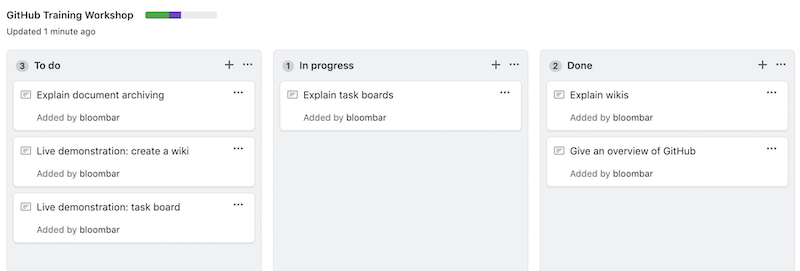 GitHub Training Workshop
Updated 1 minute ago
3 To do
Explain document archiving
Added by bloombar
Live demonstration: create a wiki
Added by bloombar
Live demonstration: task board
Added by bloombar
1 In progress
Explain task boards
Added by bloombar
2 Done
Explain wikis
Added by bloombar
Give an overview of GitHub
Added by bloombar